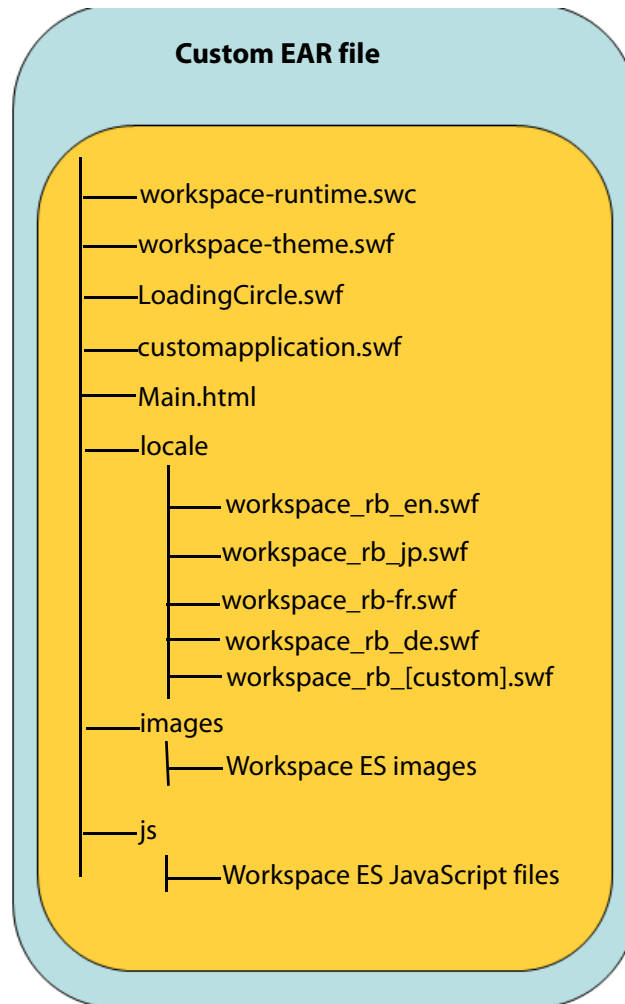 Custom EAR file
workspace-runtime.swc
workspace-theme.swf
LoadingCircle.swf
customapplication.swf
Main.html
locale
workspace_rb_en.swf
workspace_rb_jp.swf
workspace_rb-fr.swf
workspace_rb_de.swf
workspace_rb_[custom].swf
images
Workspace ES images
js
Workspace ES JavaScript files